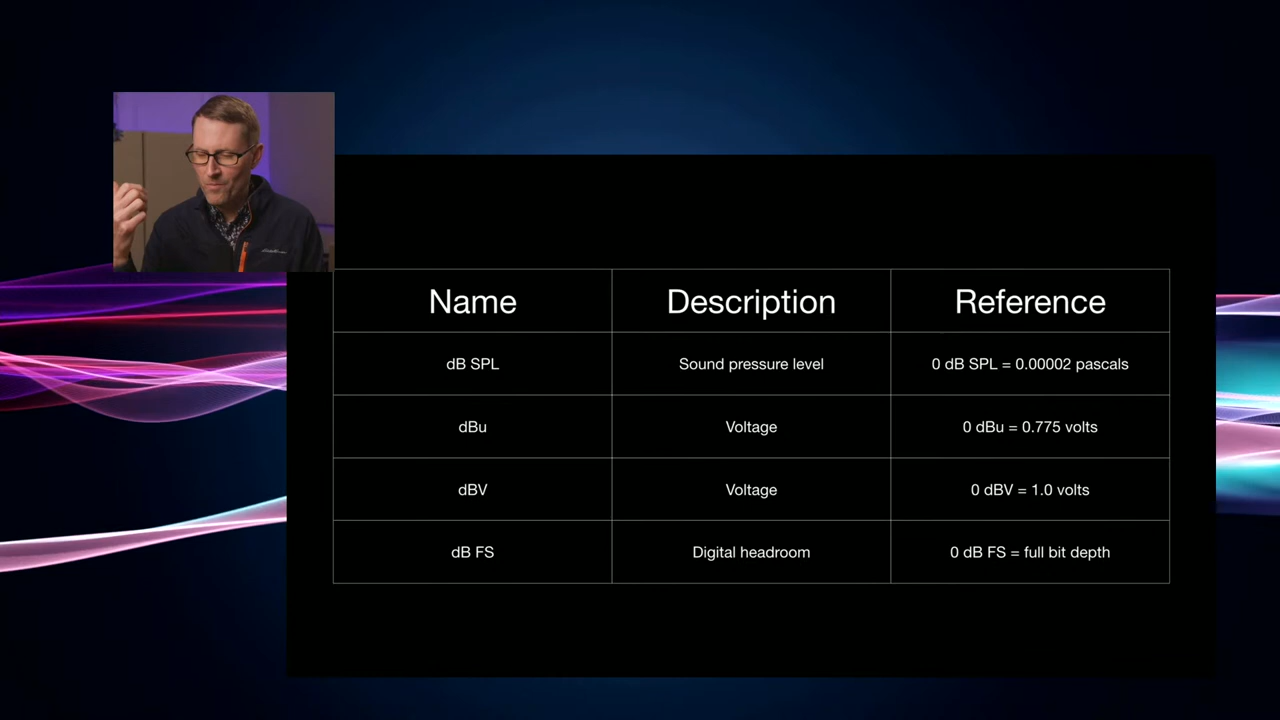 Name Description Reference
dB SPL Sound pressure level 0 dB SPL = 0.00002 pascals
dBu Voltage 0 dBu = 0.775 volts
dBV Voltage 0 dBV = 1.0 volts
dB FS Digital headroom 0 dB FS = full bit depth